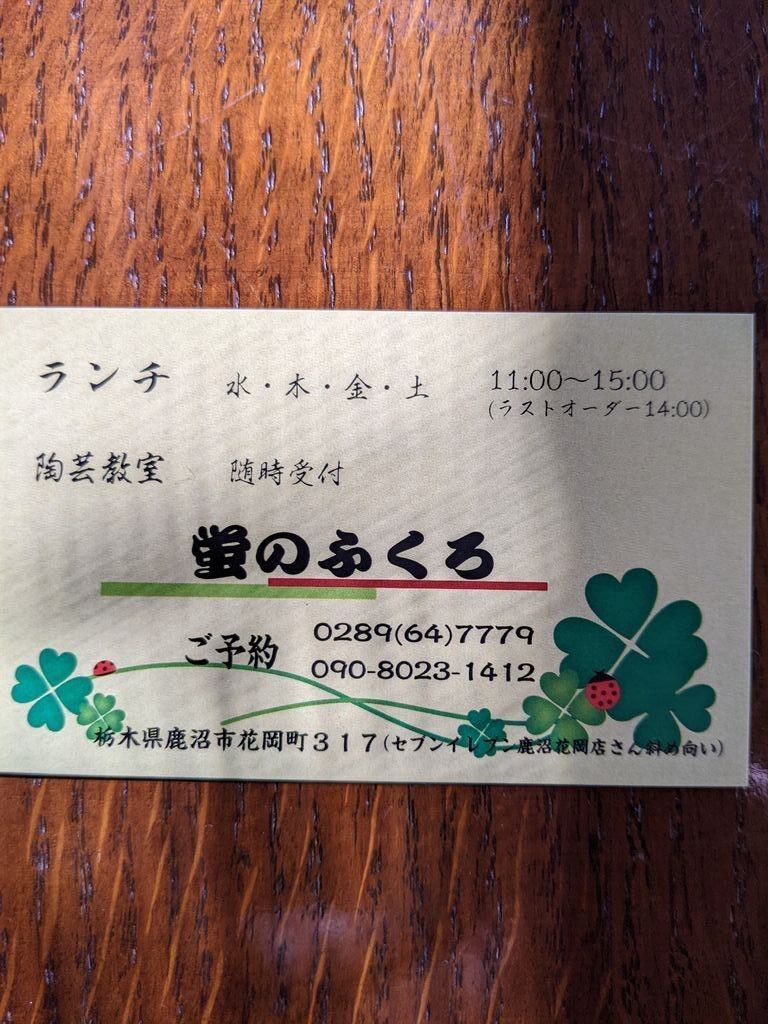 ランチ 水・木・金・土 11:00～15:00
(ラストオーダー14:00)
陶芸教室 随時受付
蛍のふくろ
ご予約 0289(64)7779
090-8023-1412
栃木県鹿沼市花岡町３１７(セブンイレブン鹿沼花岡店さん斜め向い)